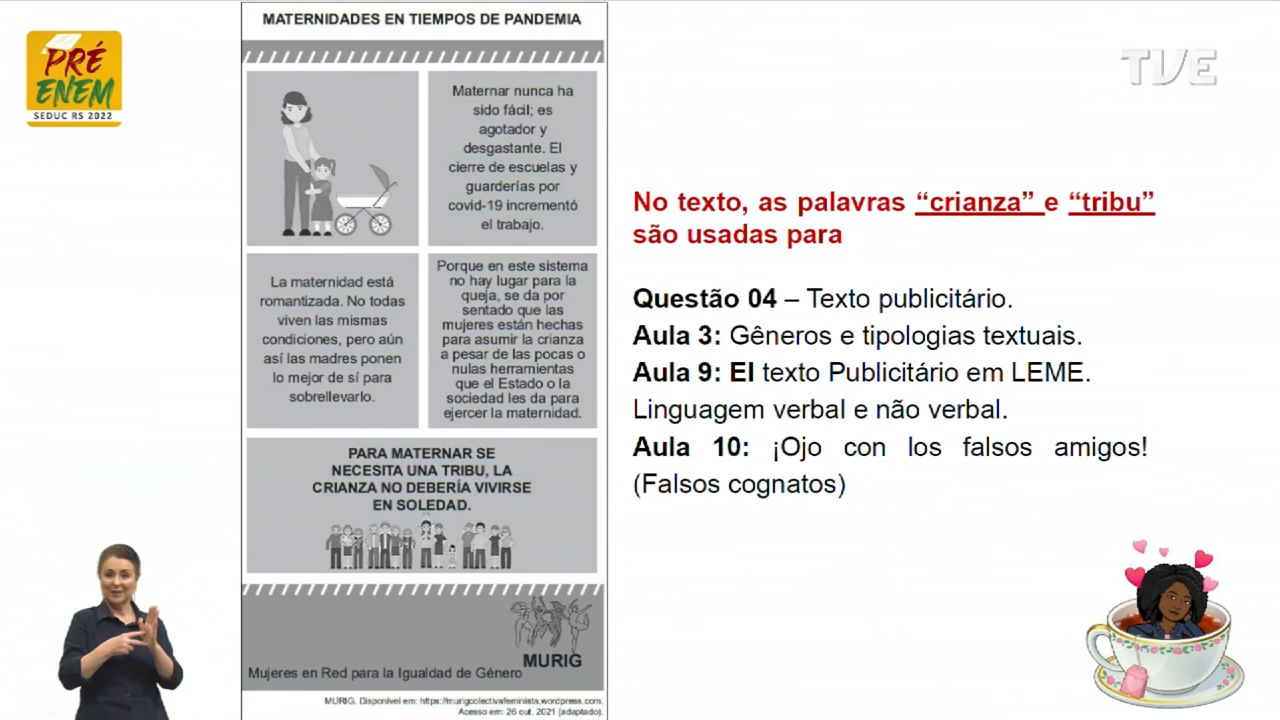 MATERNIDADES EN TIEMPOS DE PANDEMIA
PRÉ
ENEM
SEDUC RS 2022
TVE
Maternar nunca ha
sido fácil; es
agotador y
desgastante. El
cierre de escuelas y
guarderías por
covid-19 incrementó
el trabajo.
La maternidad está
romantizada. No todas
viven las mismas
condiciones, pero aún
así las madres ponen
lo mejor de sí para
sobrellevarlo.
Porque en este sistema
no hay lugar para la
queja, se da por
sentado que las
mujeres están hechas
para asumir la crianza
a pesar de las pocas o
nulas herramientas
que el Estado o la
sociedad les da para
ejercer la maternidad.
PARA MATERNAR SE
NECESITA UNA TRIBU, LA
CRIANZA NO DEBERÍA VIVIRSE
EN SOLEDAD.
MURIG
Mujeres en Red para la Igualdad de Género
MURIG. Disponível em: https://murigcolectivafeminista.wordpress.com.
Acesso em: 26 out. 2021 (adaptado).
No texto, as palavras “crianza” e “tribu”
são usadas para
Questão 04 – Texto publicitário.
Aula 3: Gêneros e tipologias textuais.
Aula 9: El texto Publicitário em LEME.
Linguagem verbal e não verbal.
Aula 10: ¡Ojo con los falsos amigos!
(Falsos cognatos)